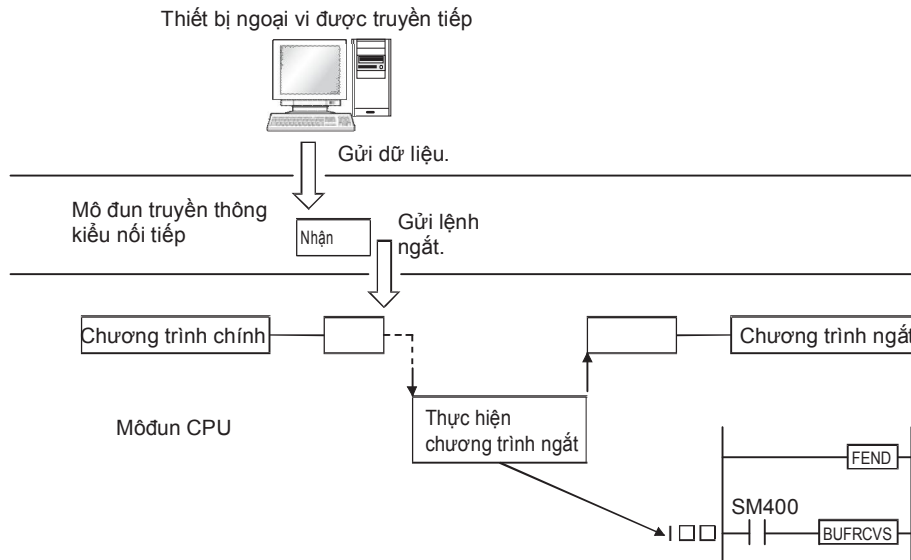 Thiết bị ngoại vi được truyền tiếp
Gửi dữ liệu.
Mô đun truyền thông
kiểu nối tiếp
Nhận
Gửi lệnh
ngắt.
Chương trình chính
Chương trình ngắt
Thực hiện
chương trình ngắt
Môđun CPU
FEND
SM400
I□□
BUFRCVS